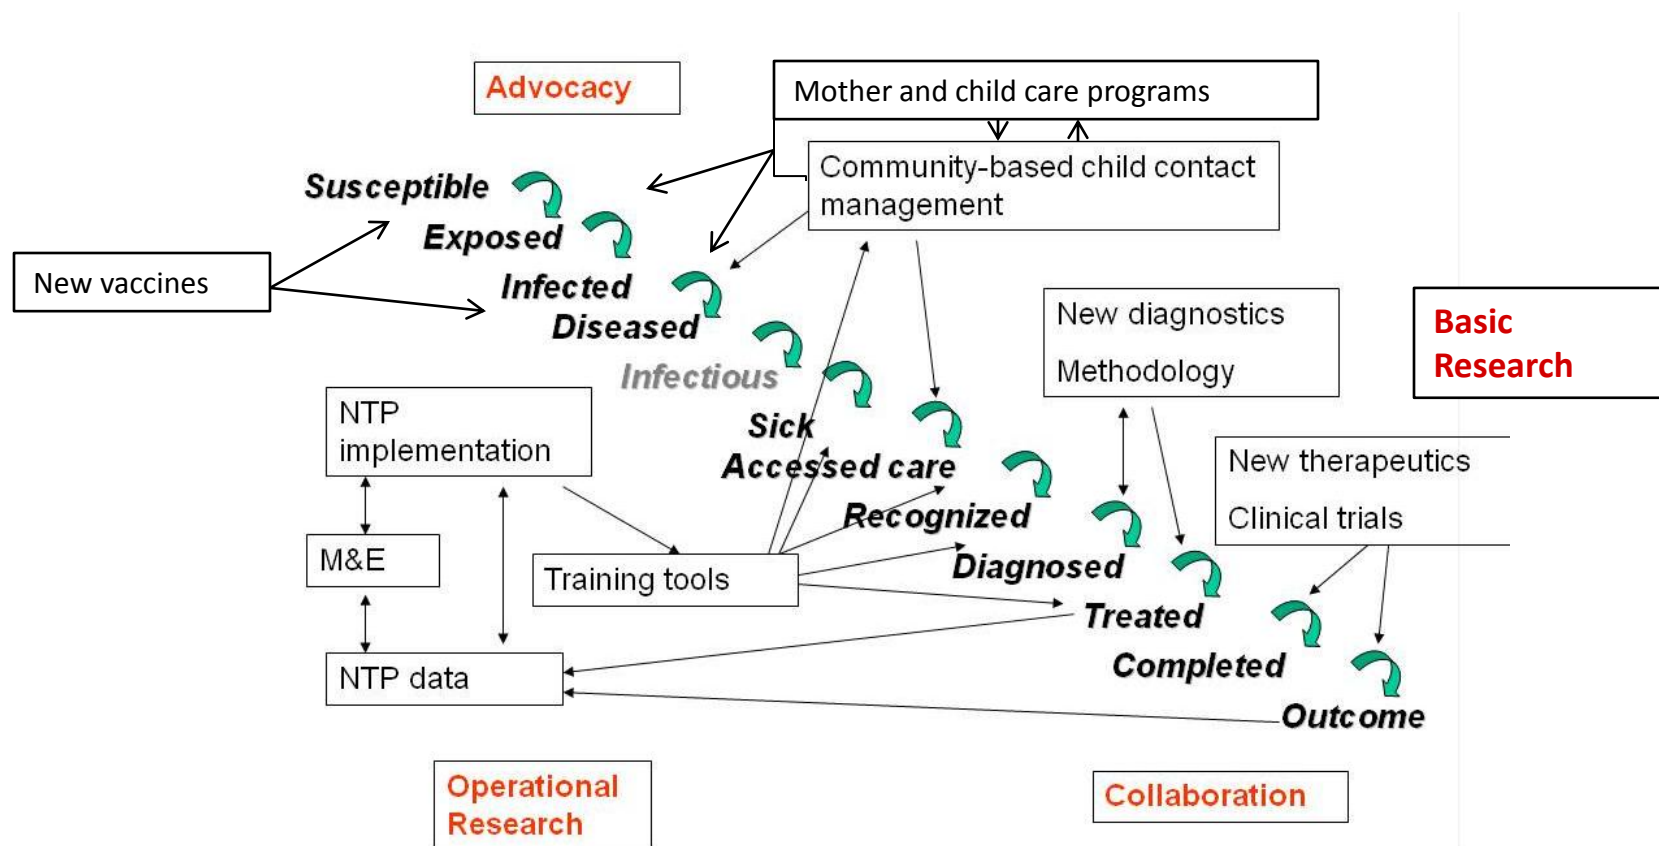 Advocacy
Mother and child care programs
Community-based child contact
management
Susceptible
Exposed
New vaccines
Infected
Diseased
Infectious
New diagnostics
Methodology
Basic
Research
NTP
implementation
Sick
Accessed care
New therapeutics
Clinical trials
Recognized
M&E
Training tools
Diagnosed
Treated
NTP data
Completed
Outcome
Operational
Research
Collaboration